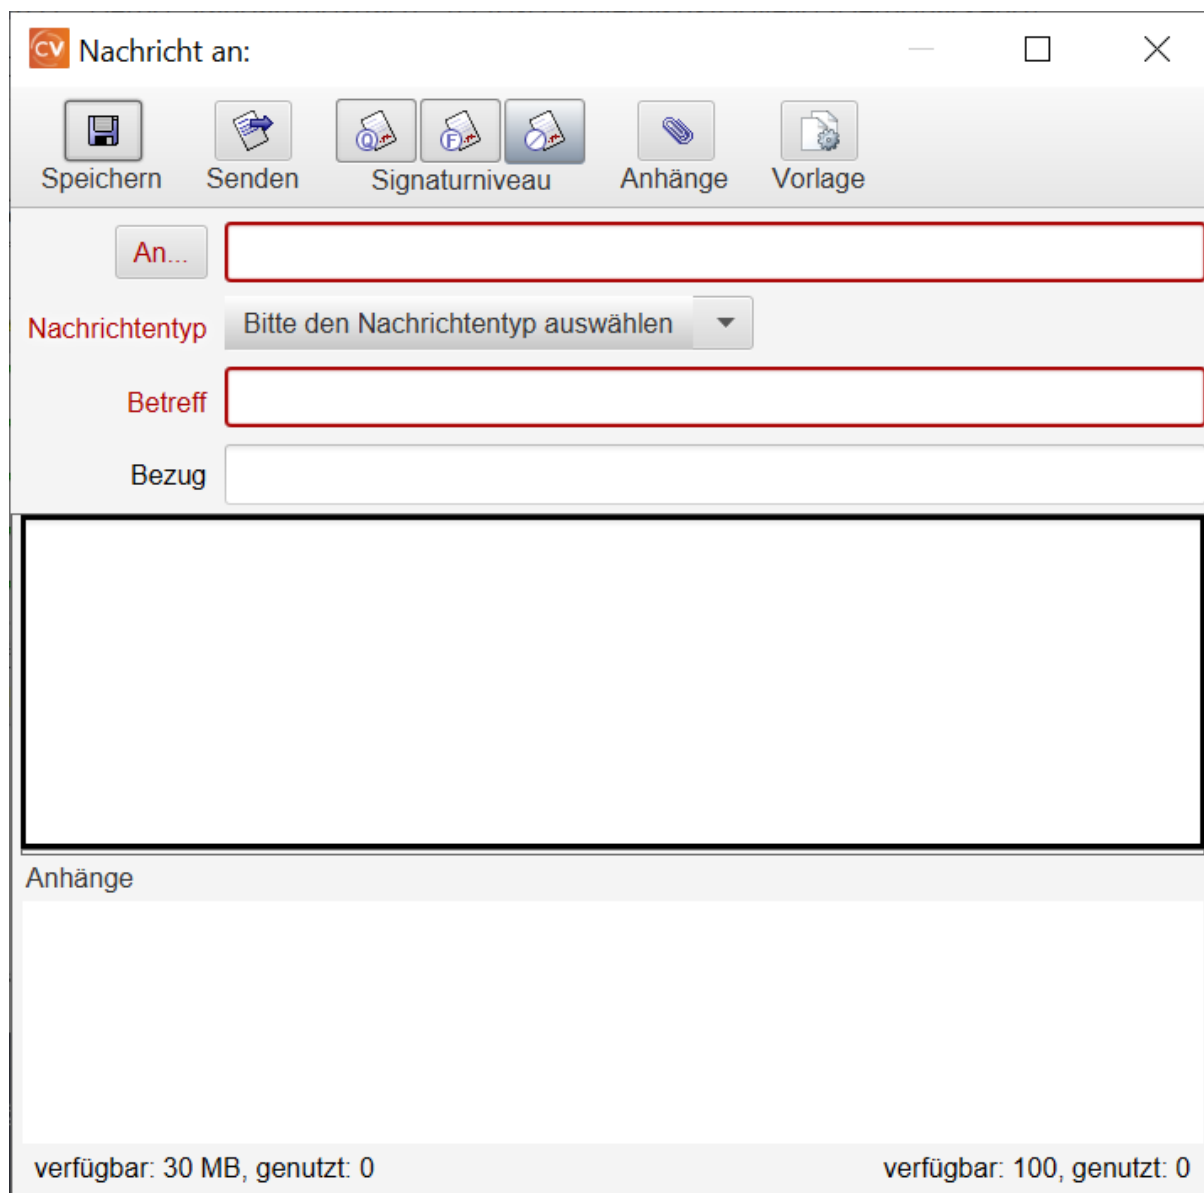 CV Nachricht an:
Q F
Speichern Senden Signaturniveau Anhänge Vorlage
An...
Nachrichtentyp Bitte den Nachrichtentyp auswählen
Betreff
Bezug
Anhänge
verfügbar: 30 MB, genutzt: 0 verfügbar: 100, genutzt: 0